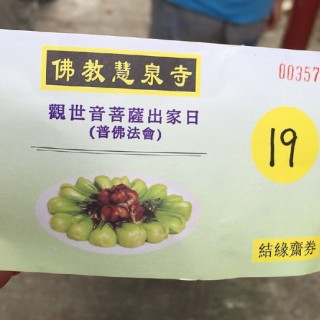 佛教慧泉寺
00357
觀世音菩薩出家日
(普佛法會)
19
結緣齋券